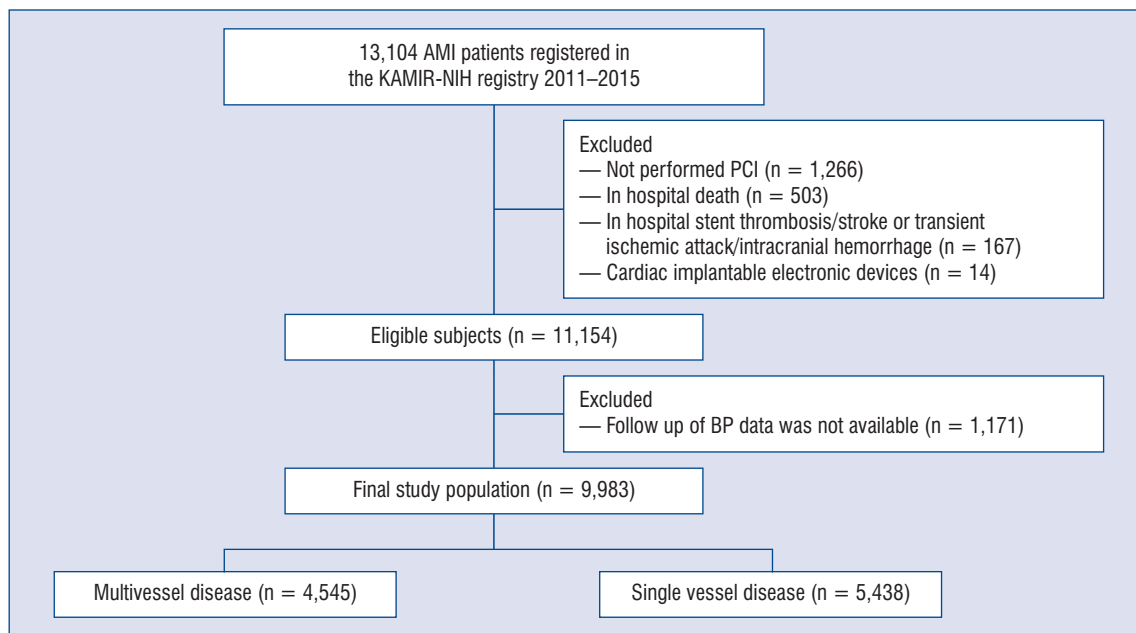 13,104 AMI patients registered in
the KAMIR-NIH registry 2011–2015
Excluded
— Not performed PCI (n = 1,266)
— In hospital death (n = 503)
— In hospital stent thrombosis/stroke or transient
ischemic attack/intracranial hemorrhage (n = 167)
— Cardiac implantable electronic devices (n = 14)
Eligible subjects (n = 11,154)
Excluded
— Follow up of BP data was not available (n = 1,171)
Final study population (n = 9,983)
Multivessel disease (n = 4,545)
Single vessel disease (n = 5,438)